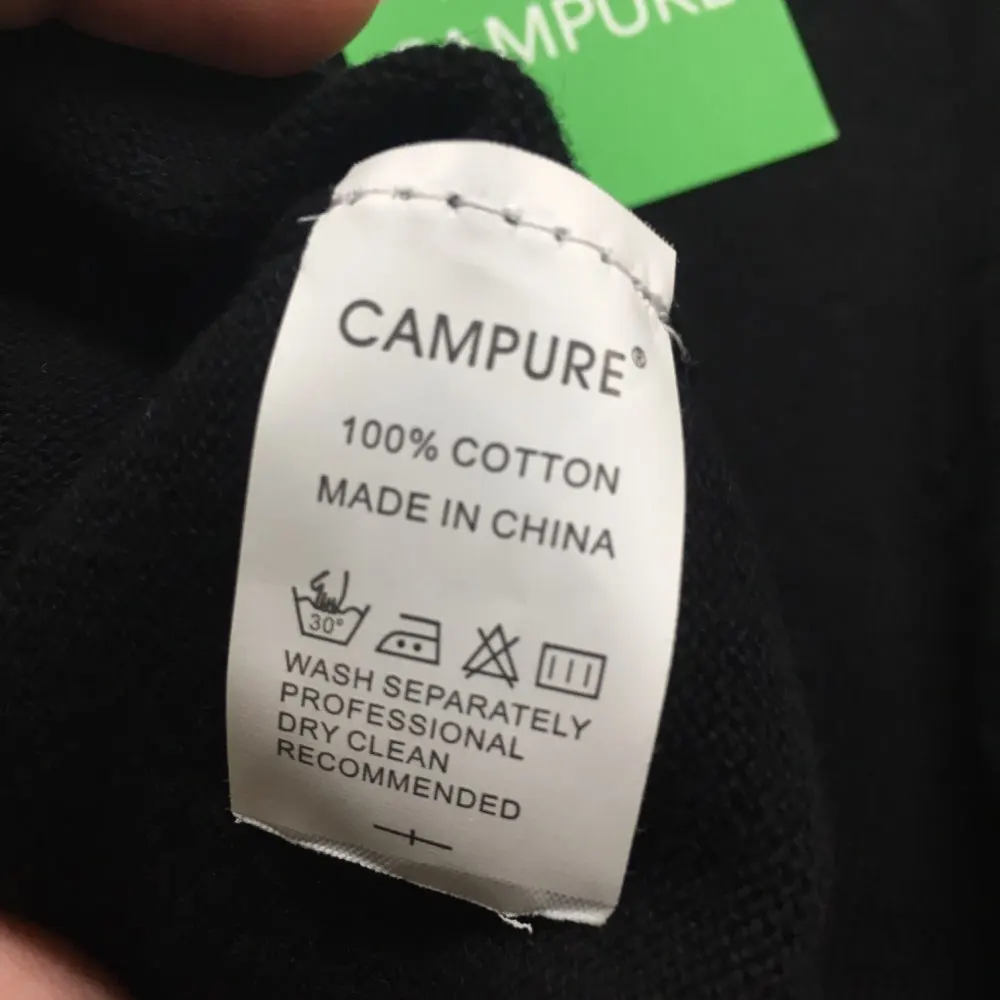 CAMPURE
CAMPURE®
100% COTTON
MADE IN CHINA
30°
WASH SEPARATELY
PROFESSIONAL
DRY CLEAN
RECOMMENDED